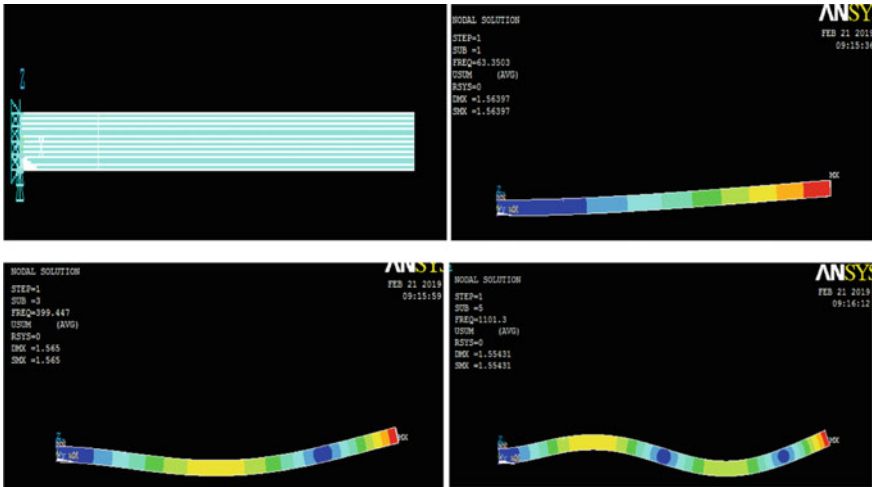 Z
NODAL SOLUTION
STEP=1
SUB =1
FREQ=63.3503
USUM (AVG)
RSYS=0
DMX =1.56397
SMX =1.56397
ANSY
FEB 21 2019
09:15:36
MX
NODAL SOLUTION
STEP=1
SUB =3
FREQ=399.447
USUM (AVG)
RSYS=0
DMX =1.565
SMX =1.565
ANSYS
FEB 21 2019
09:15:59
Z
MX
NODAL SOLUTION
STEP=1
SUB =5
FREQ=1101.3
USUM (AVG)
RSYS=0
DMX =1.55431
SMX =1.55431
ANSYS
FEB 21 2019
09:16:12
Z
MX